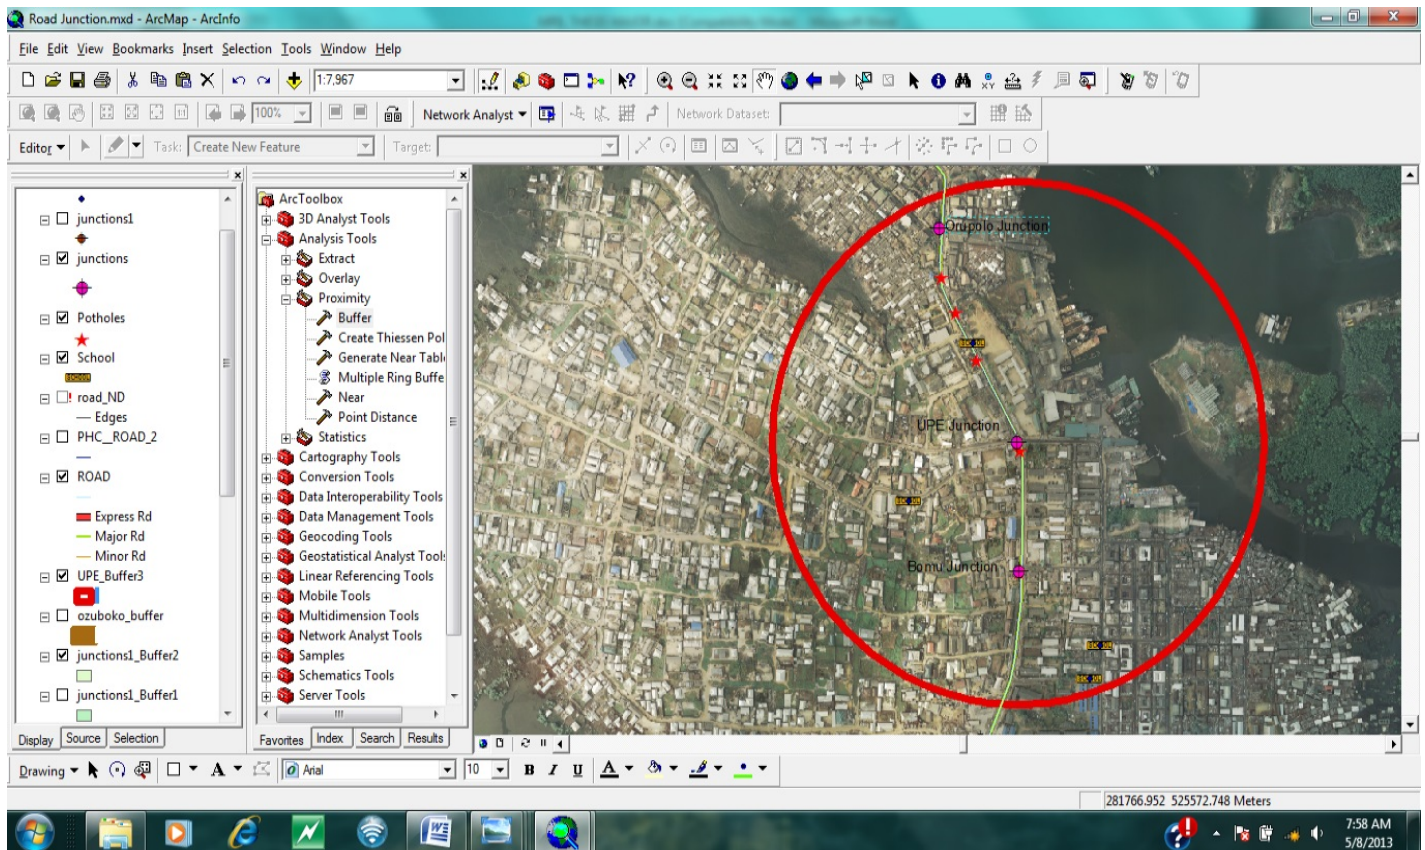 Road Junction.mxd - ArcMap - ArcInfo
File Edit View Bookmarks Insert Selection Tools Window Help
1:7,967
100% Network Analyst Network Dataset:
Editor Task: Create New Feature Target:
junctions1
junctions
Potholes
School
SCHOOL
road_ND
Edges
PHC__ROAD_2
ROAD
Express Rd
Major Rd
Minor Rd
UPE_Buffer3
ozuboko_buffer
junctions1_Buffer2
junctions1_Buffer1
Display Source Selection
ArcToolbox
3D Analyst Tools
Analysis Tools
Extract
Overlay
Proximity
Buffer
Create Thiessen Pol
Generate Near Table
Multiple Ring Buffe
Near
Point Distance
Statistics
Cartography Tools
Conversion Tools
Data Interoperability Tools
Data Management Tools
Geocoding Tools
Geostatistical Analyst Tools
Linear Referencing Tools
Mobile Tools
Multidimension Tools
Network Analyst Tools
Samples
Schematics Tools
Server Tools
Favorites Index Search Results
Orupolo Junction
UPE Junction
Bomu Junction
Drawing A Arial 10 B I U A
281766.952 525572.748 Meters
7:58 AM
5/8/2013